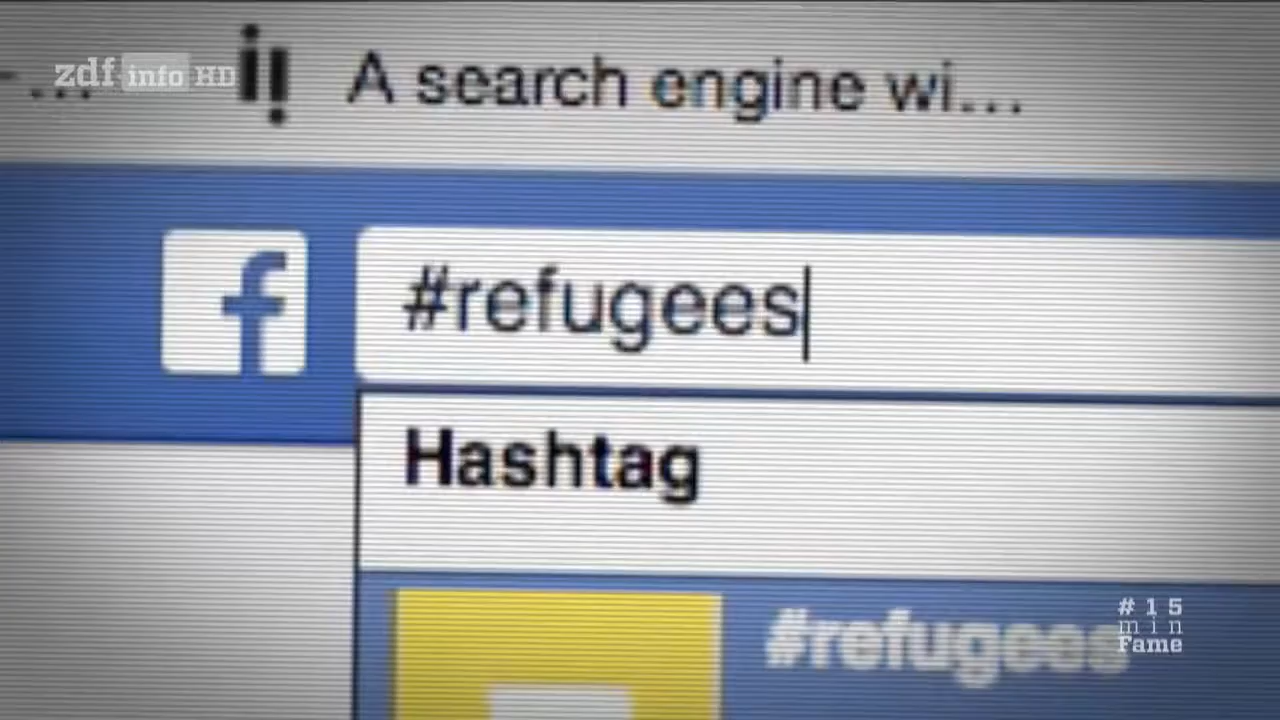 zdf info HD
... i! A search engine wi...
f
#refugees
Hashtag
#refugees
#15
min
Fame